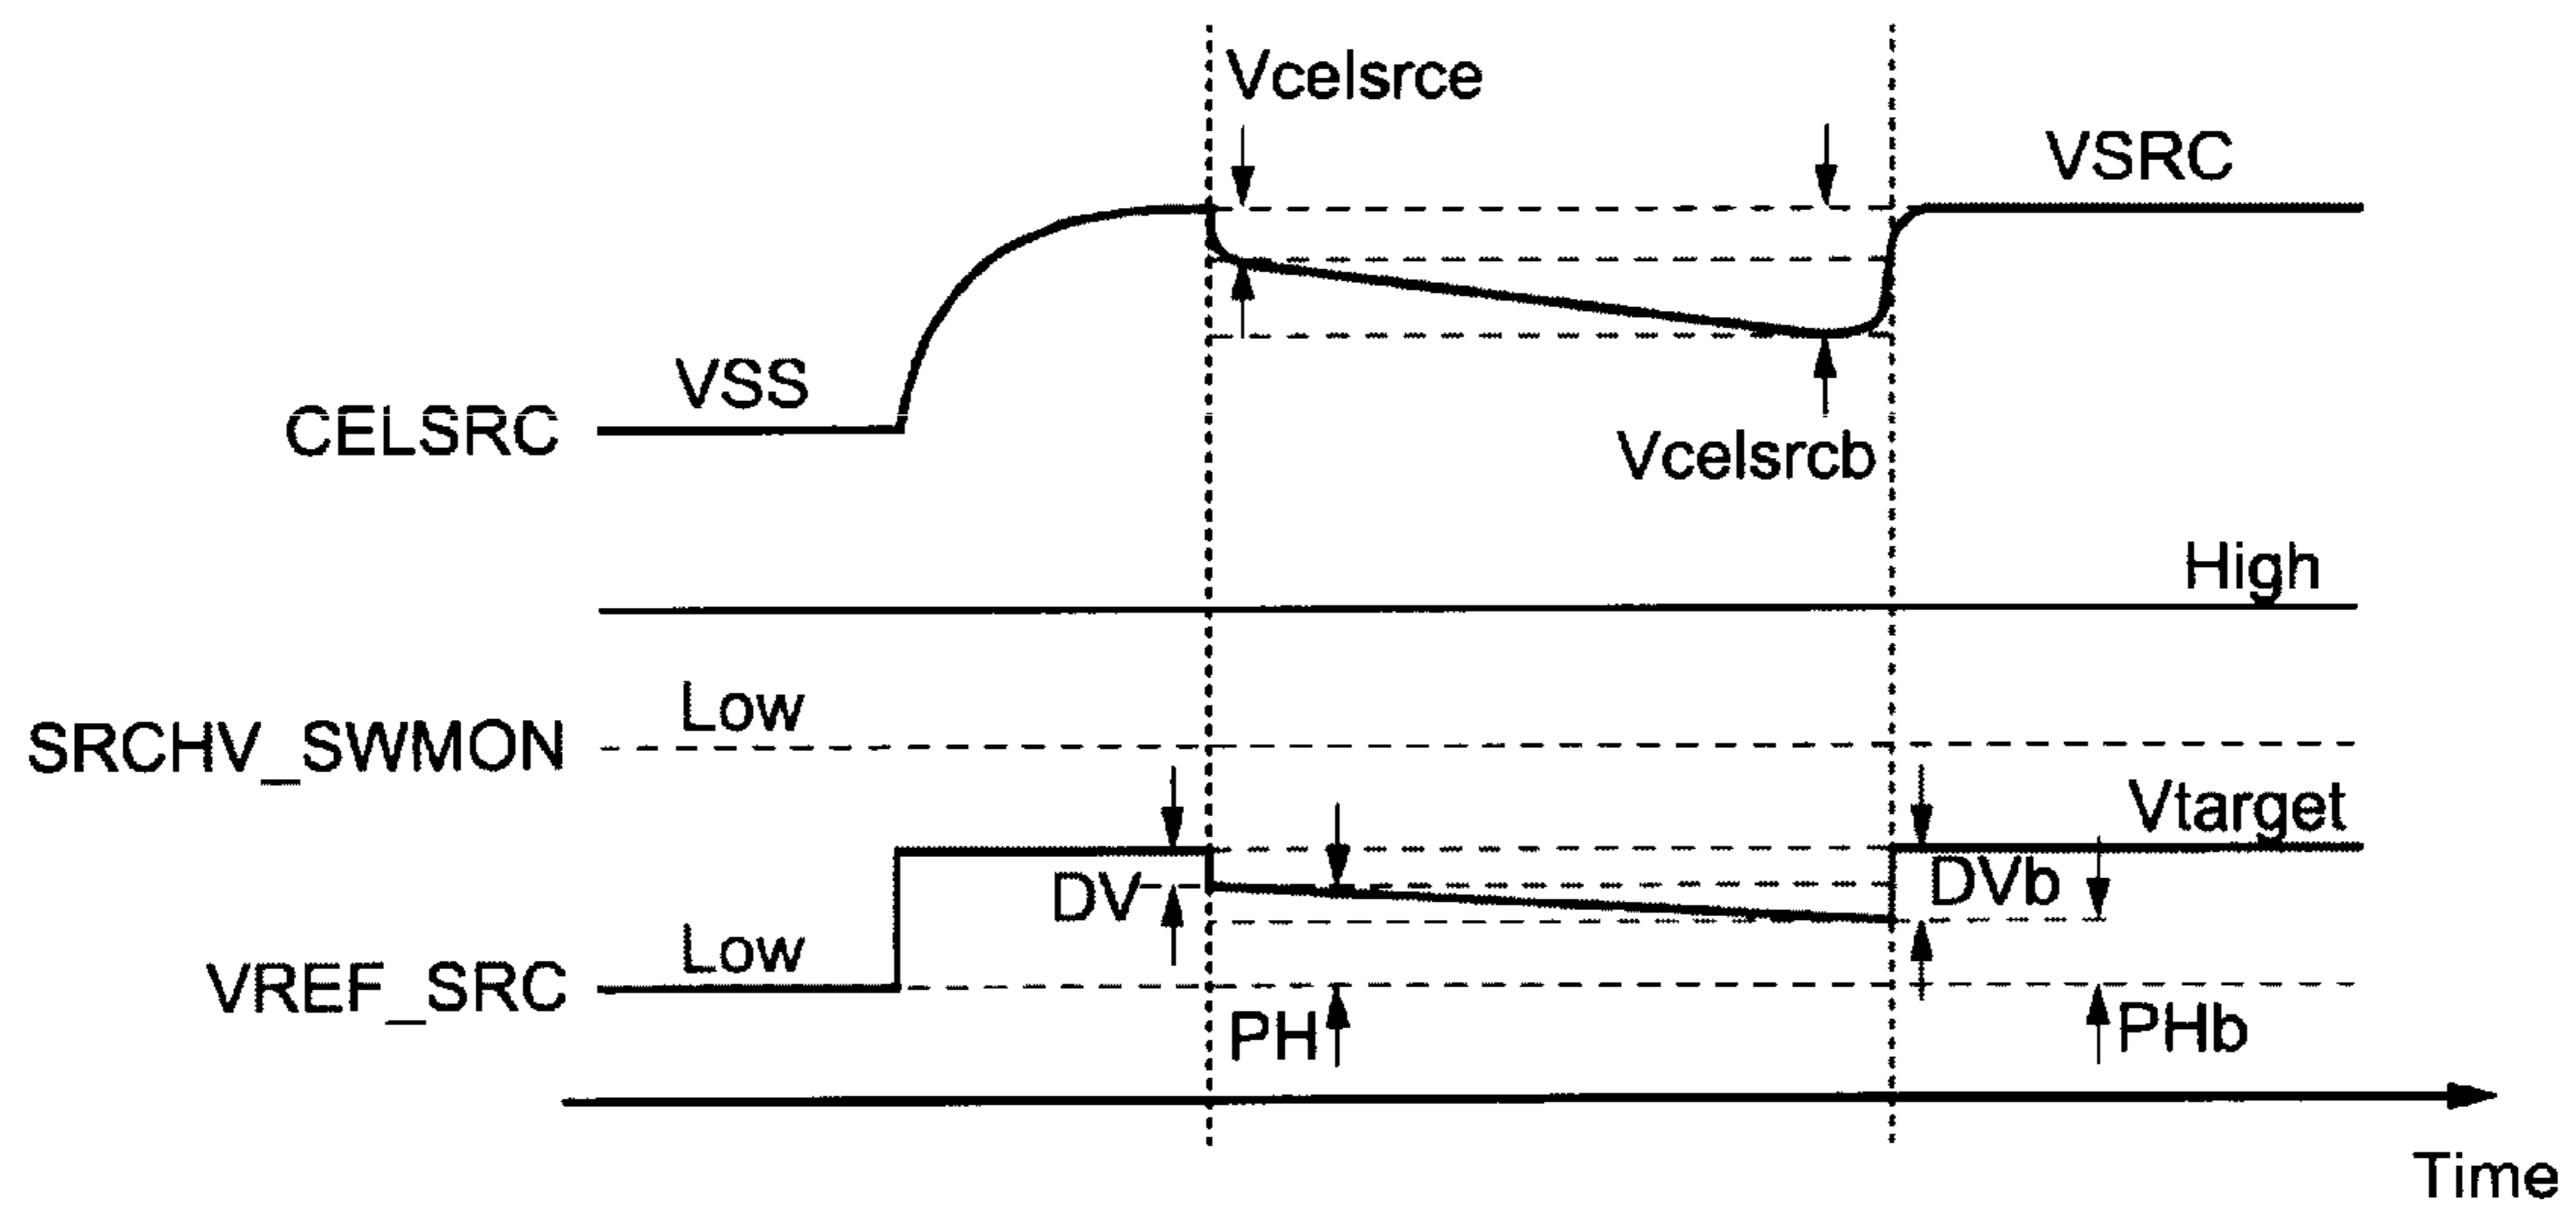 Vcelsrce
VSRC
VSS
CELSRC
Vcelsrcb
High
Low
SRCHV_SWMON
Vtarget
DV
DVb
Low
VREF_SRC
PH
PHb
Time